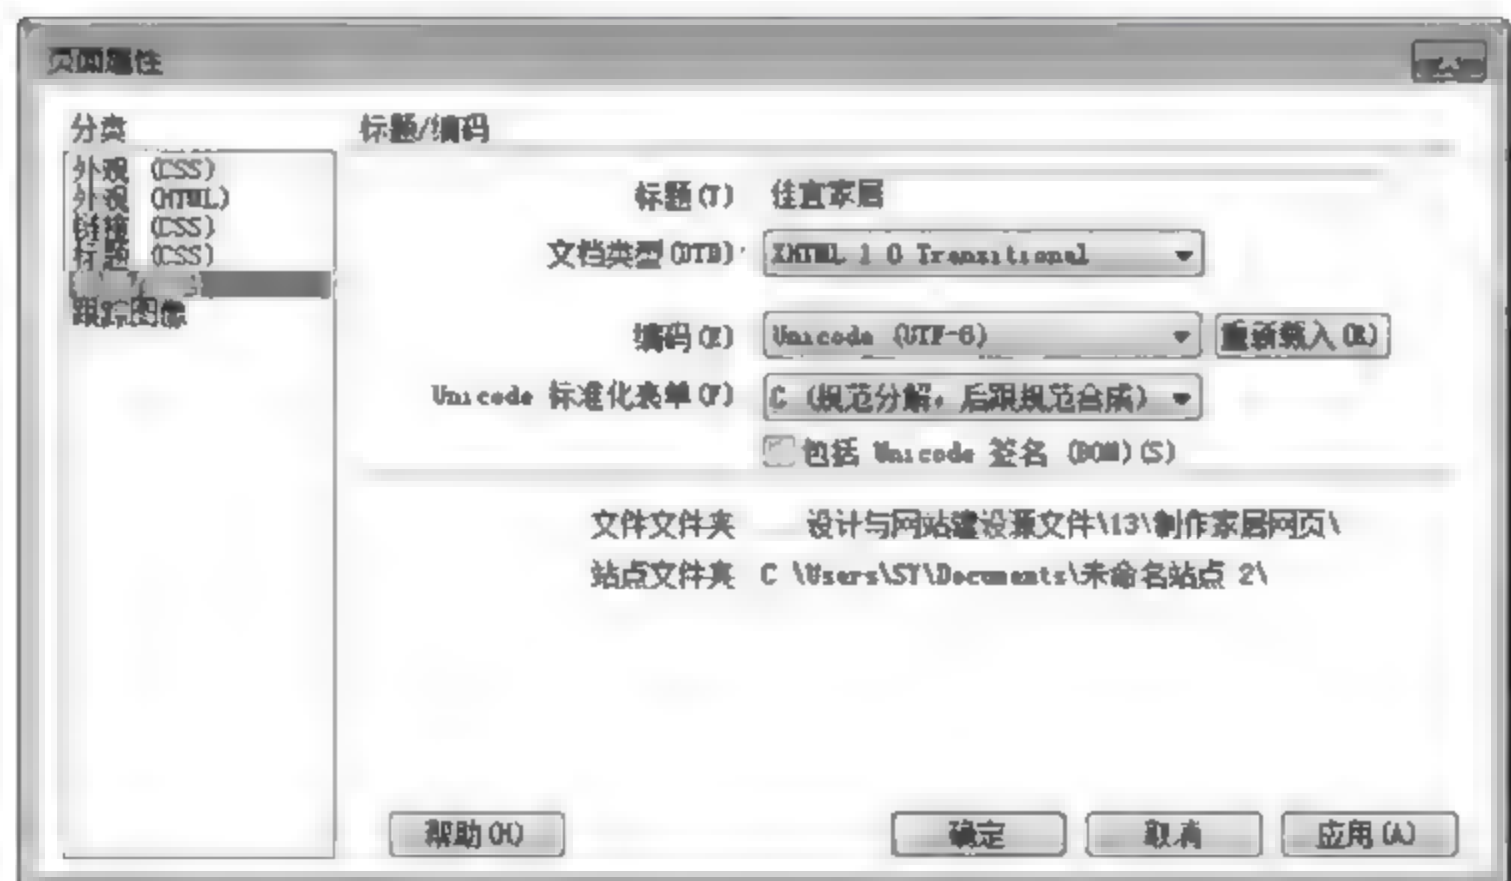 页面属性
分类
外观 (CSS)
外观 (HTML)
链接 (CSS)
标题 (CSS)
跟踪图像
标题/编码
标题(T) 佳宜家居
文档类型(DTD): XHTML 1 0 Transitional
编码(E) Unicode (UTF-8) 重新载入(R)
Unicode 标准化表单(F) C (规范分解，后跟规范合成)
包括 Unicode 签名 (BOM)(S)
文件文件夹 设计与网站建设源文件\13\制作家居网页\
站点文件夹 C \Users\SY\Documents\未命名站点 2\
帮助(H) 确定 取消 应用(A)